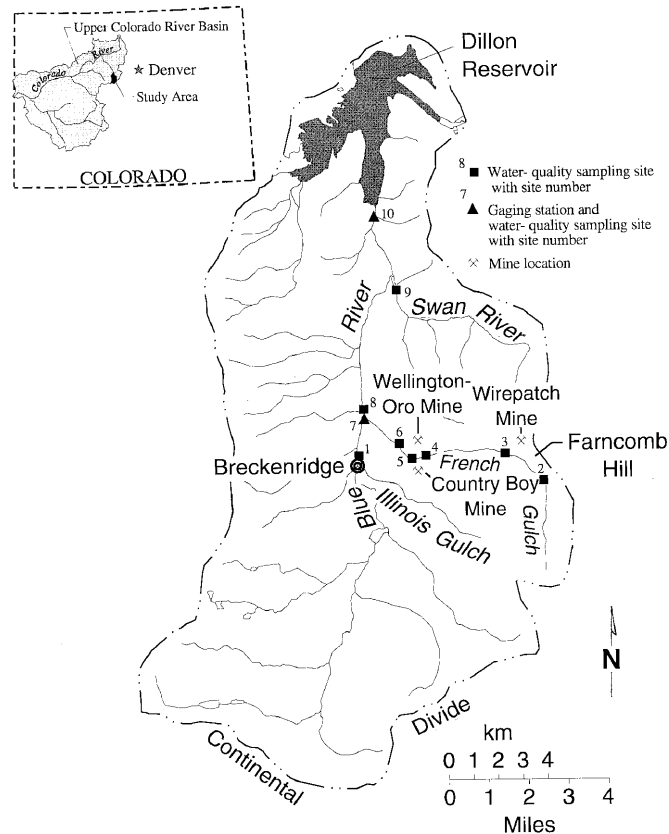 Upper Colorado River Basin
River
Colorado
Denver
Study Area
COLORADO
Dillon
Reservoir
8
Water- quality sampling site
with site number
7
Gaging station and
water- quality sampling site
with site number
Mine location
10
9
River
Swan River
Wellington-
Oro Mine
Wirepatch
Mine
8
7
6
5
4
3
2
1
French
Farncomb
Hill
Breckenridge
Country Boy
Mine
Blue
Illinois Gulch
Gulch
N
Continental
Divide
km
0 1 2 3 4
0 1 2 3 4
Miles